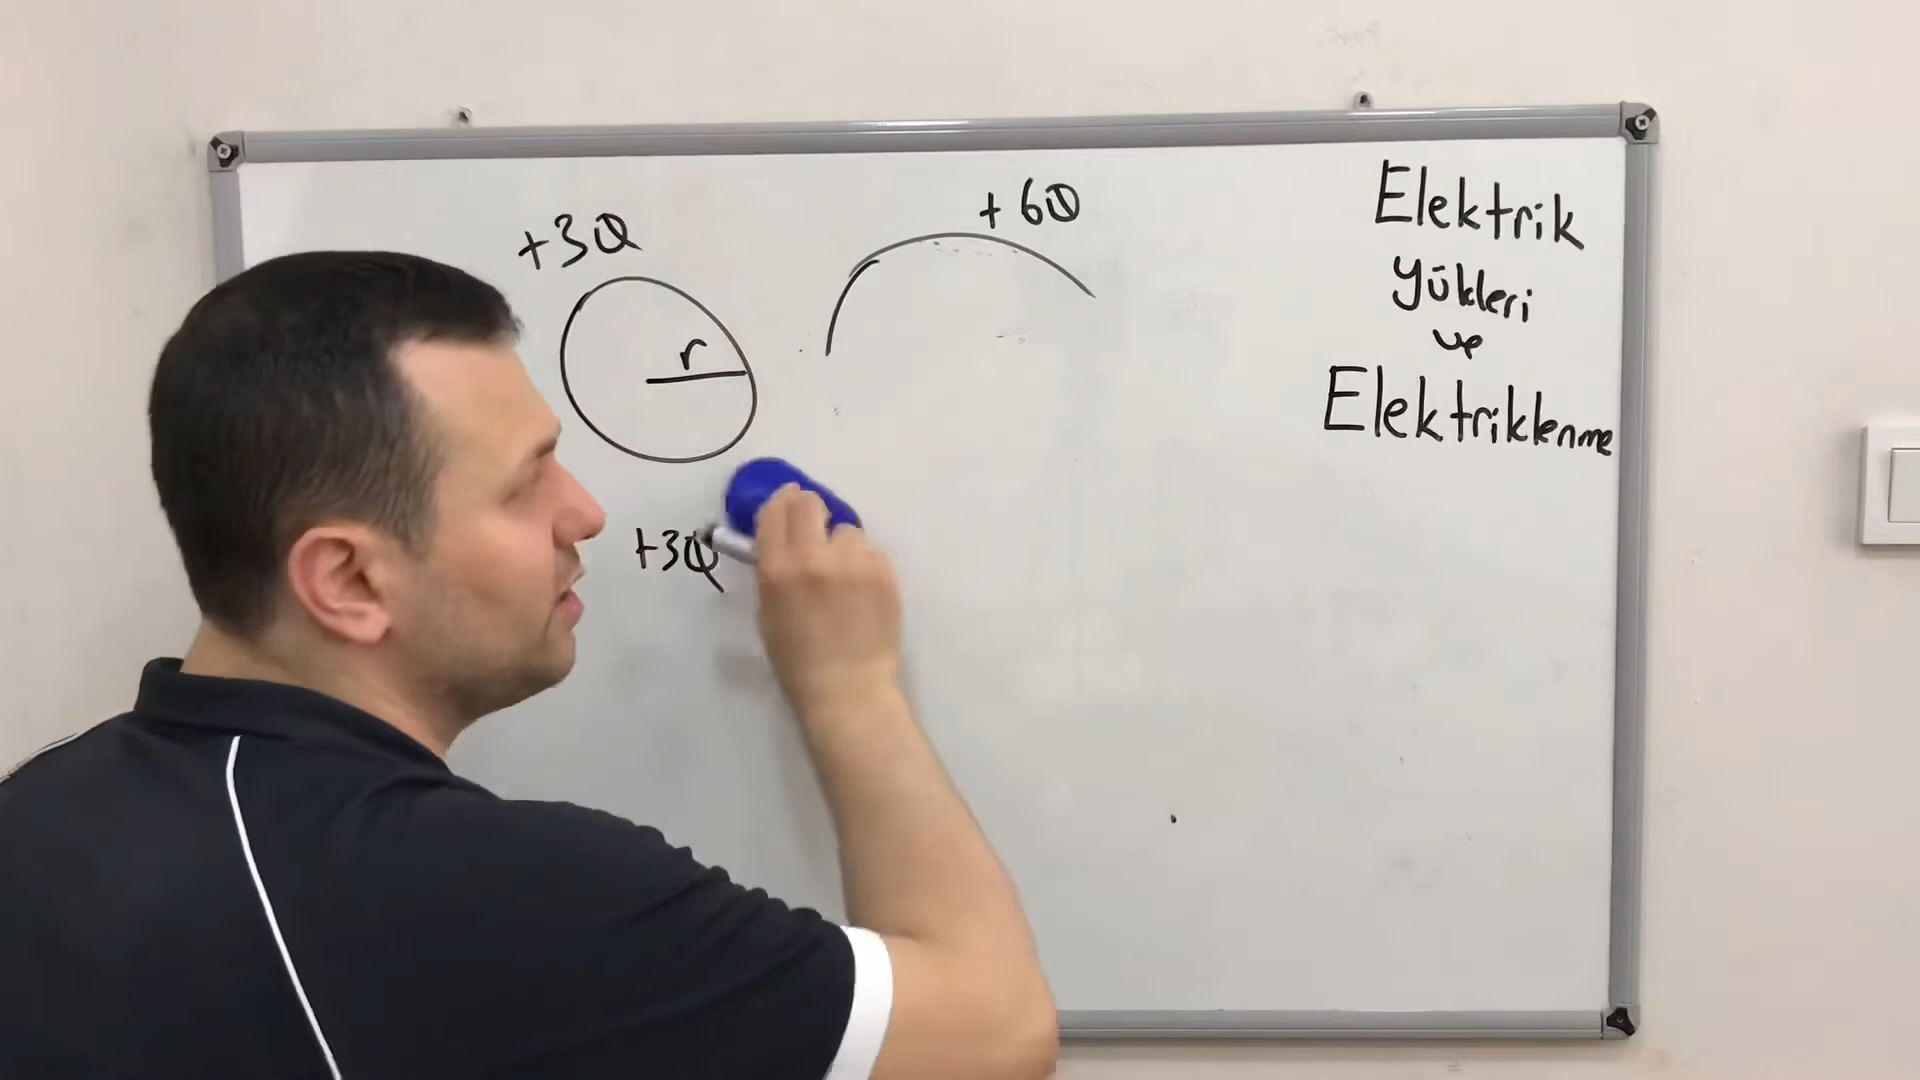 +3Q
+6Q
r
+3Q
Elektrik
yükleri
ve
Elektriklenme